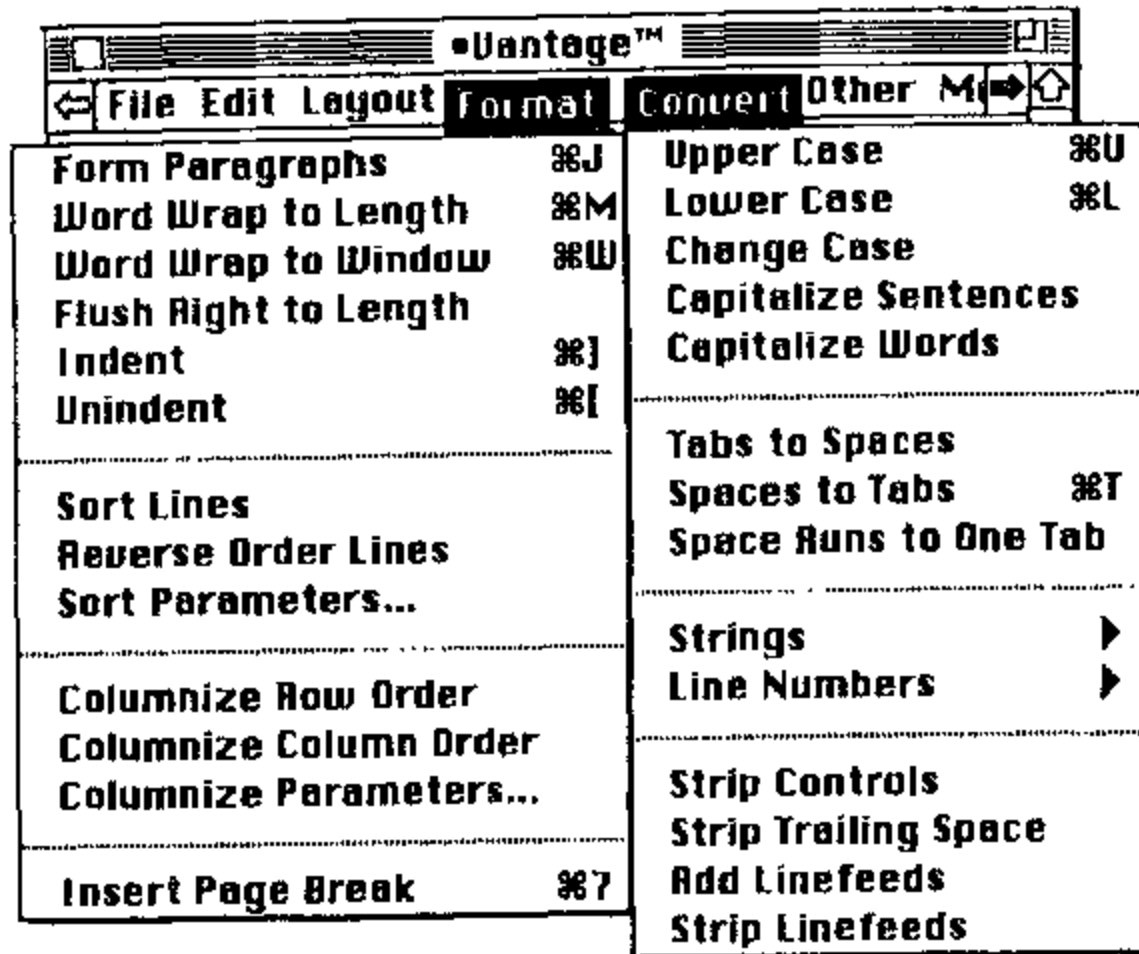 •Vantage™
File Edit Layout Format Convert Other
Form Paragraphs ⌘J
Word Wrap to Length ⌘M
Word Wrap to Window ⌘W
Flush Right to Length
Indent ⌘]
Unindent ⌘[
Sort Lines
Reverse Order Lines
Sort Parameters...
Columnize Row Order
Columnize Column Order
Columnize Parameters...
Insert Page Break ⌘7
Upper Case ⌘U
Lower Case ⌘L
Change Case
Capitalize Sentences
Capitalize Words
Tabs to Spaces
Spaces to Tabs ⌘T
Space Runs to One Tab
Strings
Line Numbers
Strip Controls
Strip Trailing Space
Add Linefeeds
Strip Linefeeds